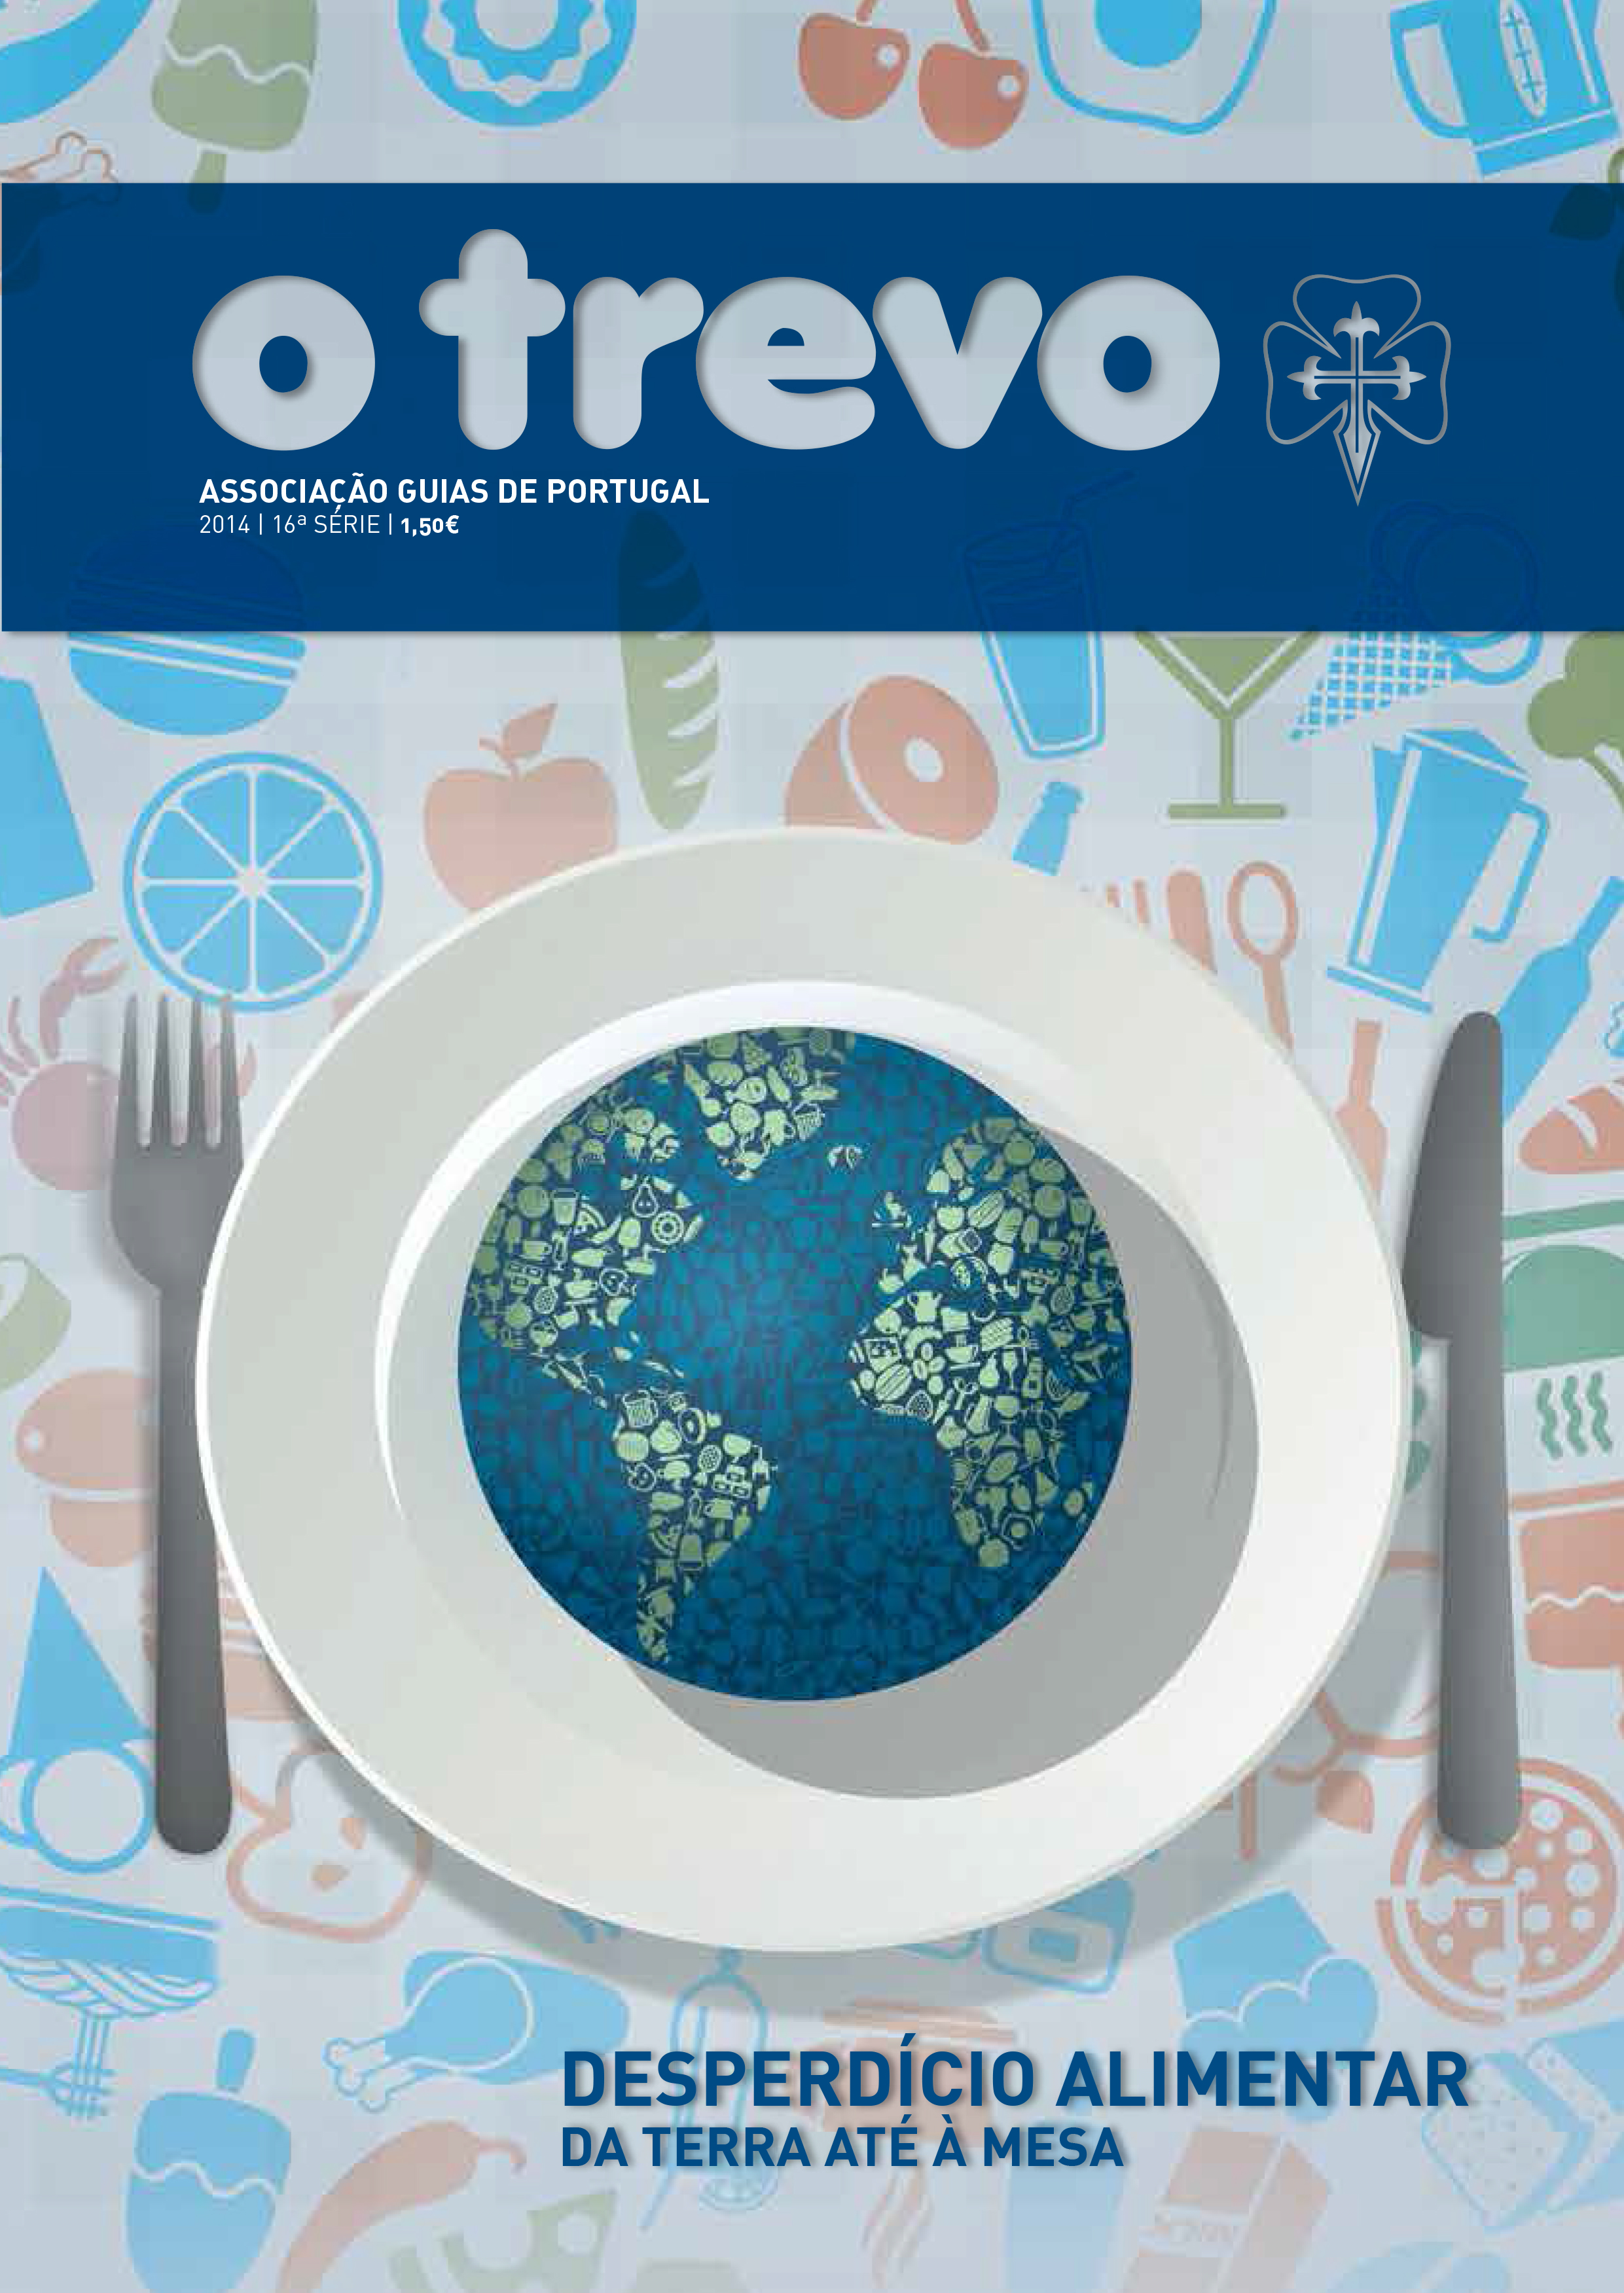 o trevo
ASSOCIAÇÃO GUIAS DE PORTUGAL
2014 | 16ª SÉRIE | 1,50€
DESPERDÍCIO ALIMENTAR
DA TERRA ATÉ À MESA